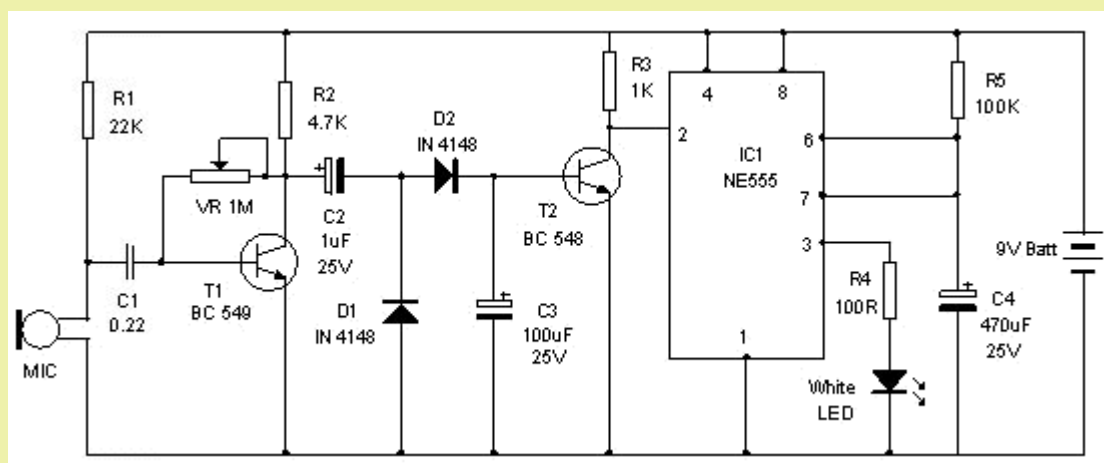 R1
22K
R2
4.7K
VR 1M
C1
0.22
T1
BC 549
MIC
+
C2
1uF
25V
D2
IN 4148
D1
IN 4148
+
C3
100uF
25V
T2
BC 548
R3
1K
4
8
2
IC1
NE555
6
7
3
1
R5
100K
R4
100R
White
LED
+
C4
470uF
25V
9V Batt